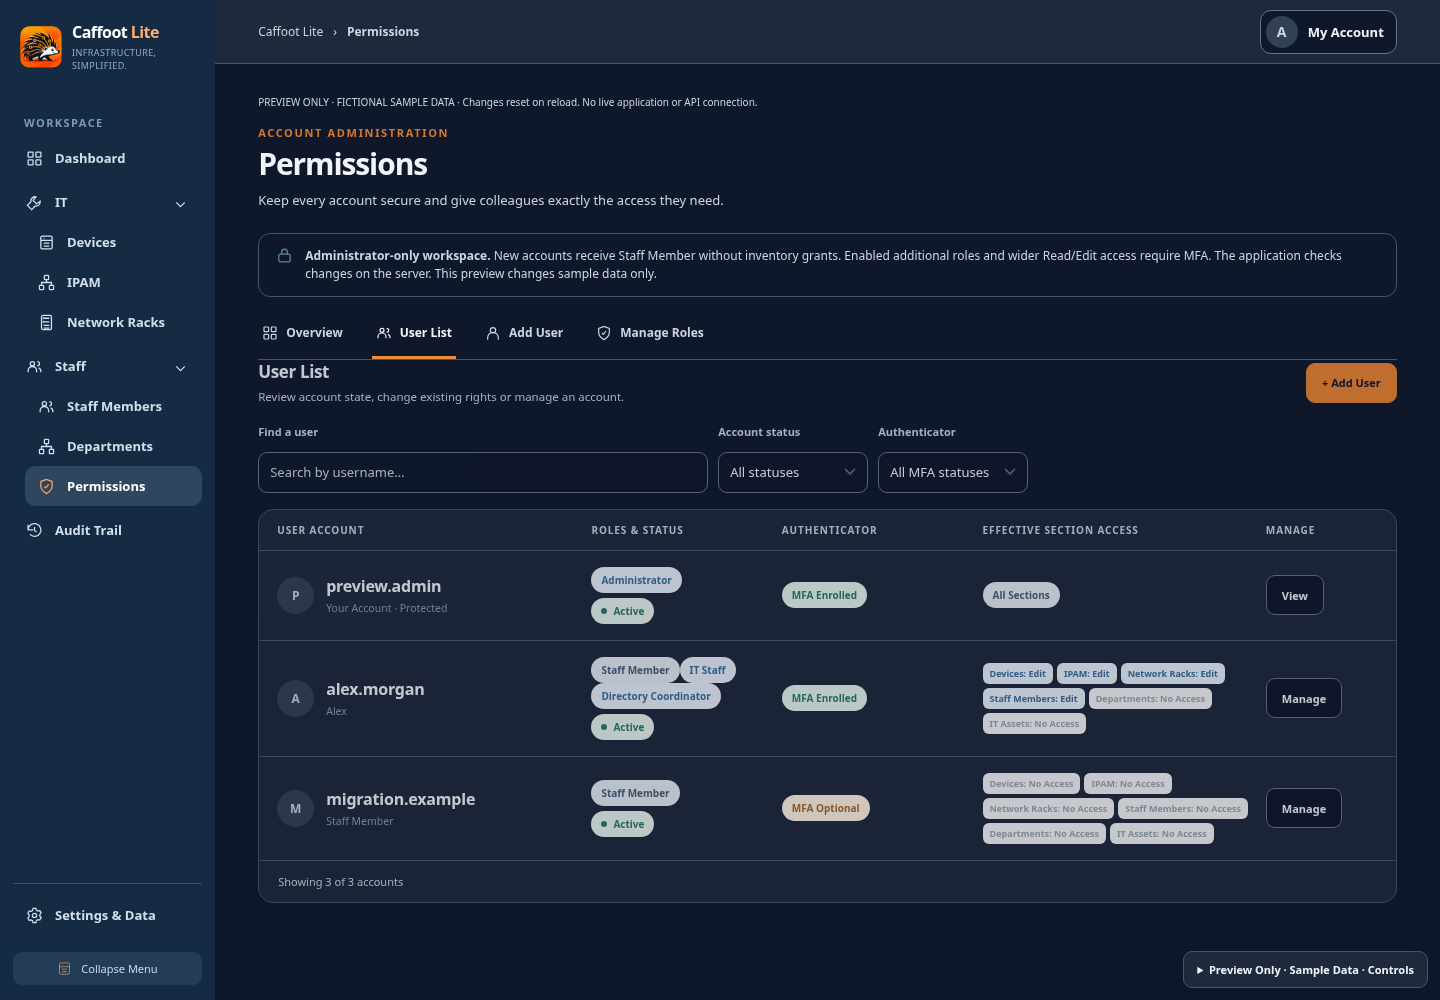 Caffoot Lite
INFRASTRUCTURE,
SIMPLIFIED.
WORKSPACE
Dashboard
IT
Devices
IPAM
Network Racks
Staff
Staff Members
Departments
Permissions
Audit Trail
Settings & Data
Collapse Menu
Caffoot Lite › Permissions
A My Account
PREVIEW ONLY · FICTIONAL SAMPLE DATA · Changes reset on reload. No live application or API connection.
ACCOUNT ADMINISTRATION
Permissions
Keep every account secure and give colleagues exactly the access they need.
Administrator-only workspace. New accounts receive Staff Member without inventory grants. Enabled additional roles and wider Read/Edit access require MFA. The application checks
changes on the server. This preview changes sample data only.
Overview User List Add User Manage Roles
User List
+ Add User
Review account state, change existing rights or manage an account.
Find a user Account status Authenticator
Search by username... All statuses All MFA statuses
USER ACCOUNT ROLES & STATUS AUTHENTICATOR EFFECTIVE SECTION ACCESS MANAGE
P preview.admin
Your Account · Protected
Administrator
Active
MFA Enrolled
All Sections
View
A alex.morgan
Alex
Staff Member IT Staff
Directory Coordinator
Active
MFA Enrolled
Devices: Edit IPAM: Edit Network Racks: Edit
Staff Members: Edit Departments: No Access
IT Assets: No Access
Manage
M migration.example
Staff Member
Staff Member
Active
MFA Optional
Devices: No Access IPAM: No Access
Network Racks: No Access Staff Members: No Access
Departments: No Access IT Assets: No Access
Manage
Showing 3 of 3 accounts
Preview Only · Sample Data · Controls